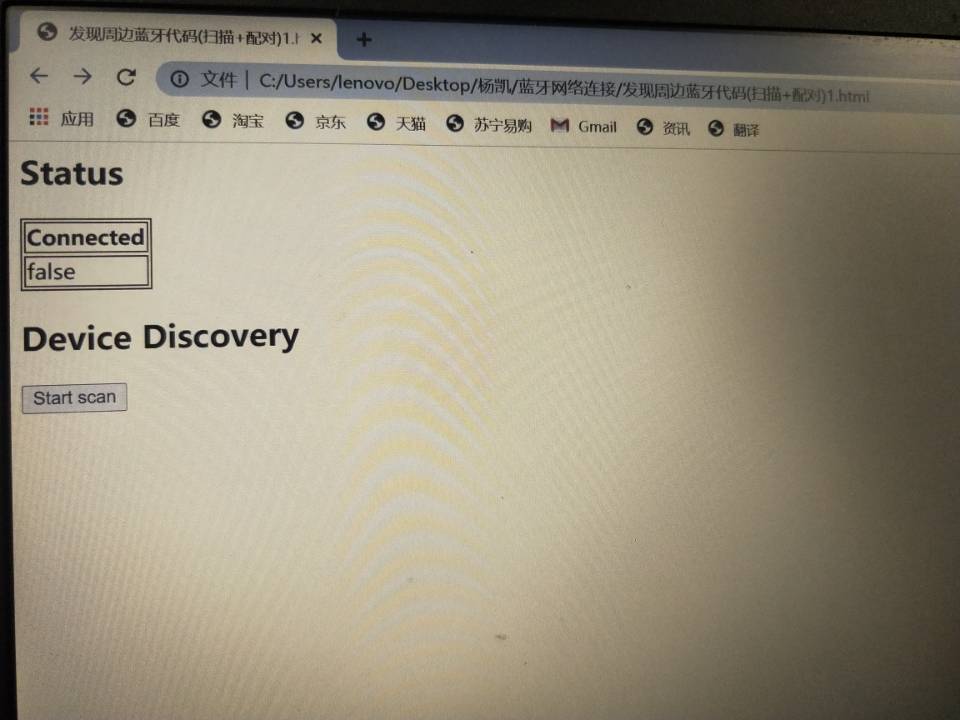 发现周边蓝牙代码(扫描+配对)1.h
文件 | C:/Users/lenovo/Desktop/杨凯/蓝牙网络连接/发现周边蓝牙代码(扫描+配对)1.html
应用 百度 淘宝 京东 天猫 苏宁易购 Gmail 资讯 翻译
Status
Connected
false
Device Discovery
Start scan